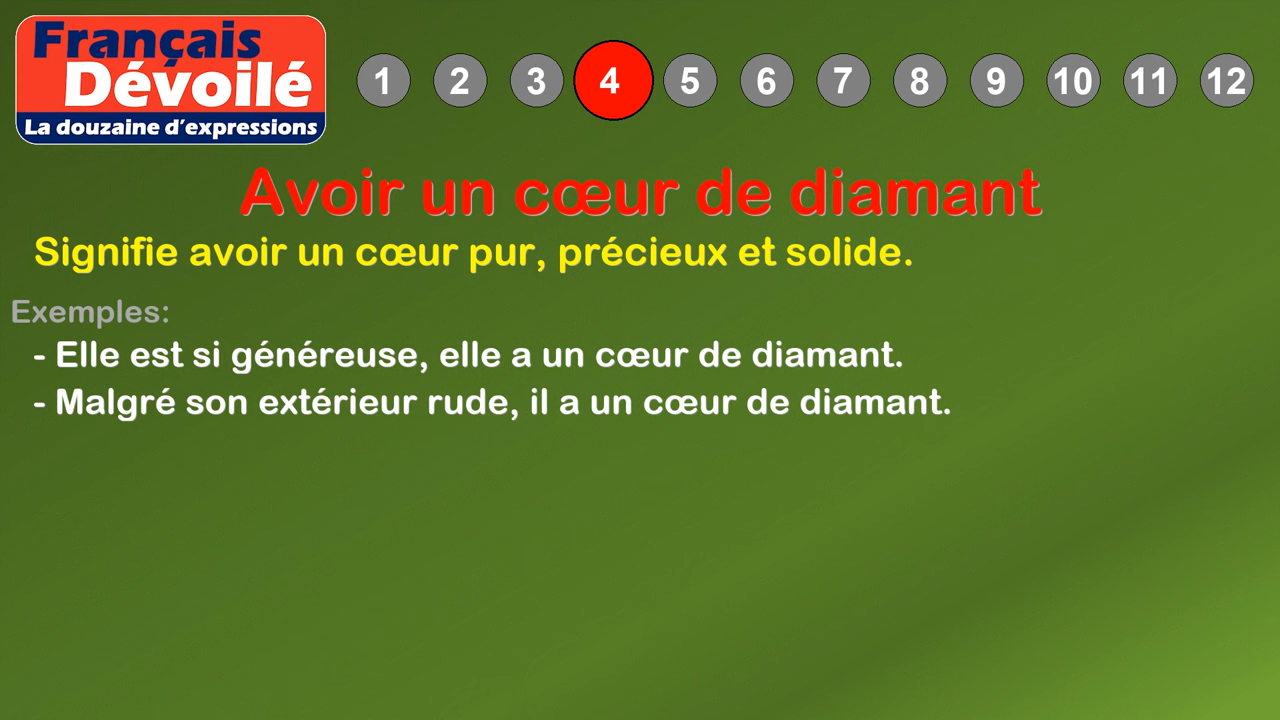 Français
Dévoilé
La douzaine d'expressions
1 2 3 4 5 6 7 8 9 10 11 12
Avoir un cœur de diamant
Signifie avoir un cœur pur, précieux et solide.
Exemples:
- Elle est si généreuse, elle a un cœur de diamant.
- Malgré son extérieur rude, il a un cœur de diamant.